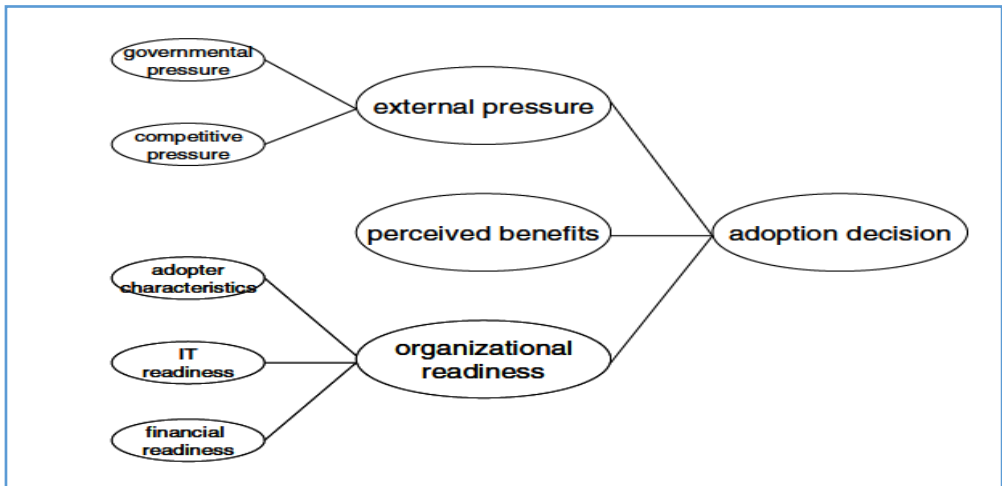 governmental
pressure
external pressure
competitive
pressure
perceived benefits
adoption decision
adopter
characteristics
organizational
readiness
IT
readiness
financial
readiness